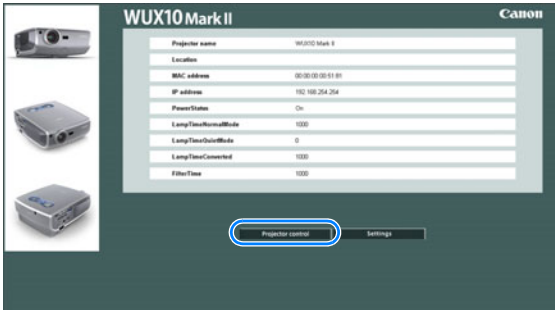 WUX10 Mark II
Canon
Projector name WUX10 Mark II
Location
MAC address 00:00:00:00:51:81
IP address 192.168.254.254
PowerStatus On
LampTimeNormalMode 1000
LampTimeQuietMode 0
LampTimeConverted 1000
FilterTime 1000
Projector control
Settings